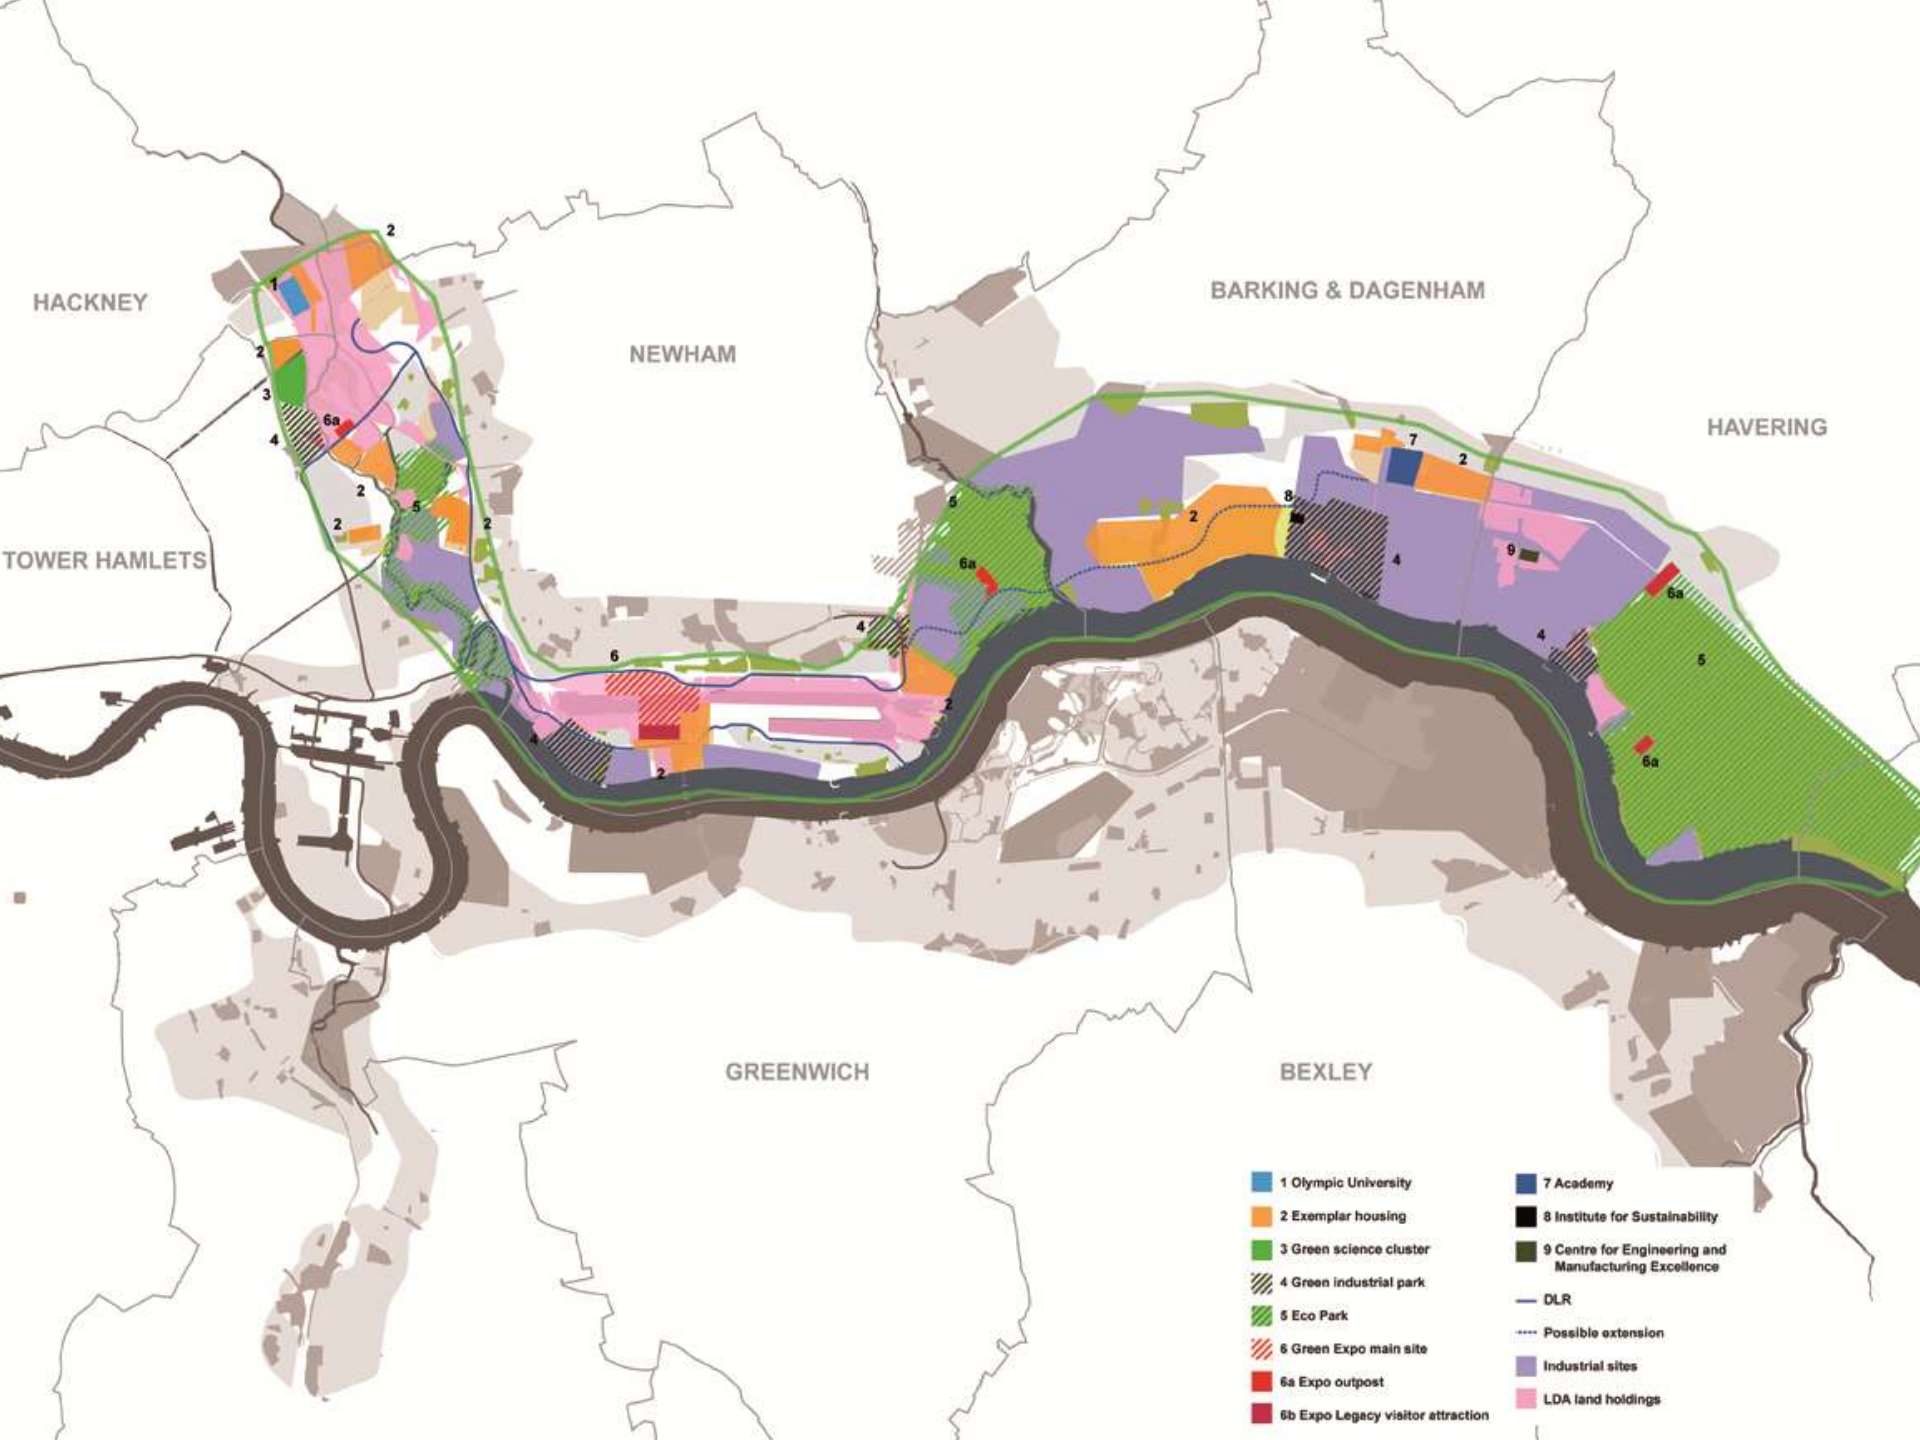 2
1
HACKNEY
BARKING & DAGENHAM
2
NEWHAM
3
6a
HAVERING
4
7
2
2
5
8
5
2
2
2
9
TOWER HAMLETS
6a
4
6a
4
4
6
5
2
4
2
6a
GREENWICH
BEXLEY
1 Olympic University
2 Exemplar housing
3 Green science cluster
4 Green industrial park
5 Eco Park
6 Green Expo main site
6a Expo outpost
6b Expo Legacy visitor attraction
7 Academy
8 Institute for Sustainability
9 Centre for Engineering and
Manufacturing Excellence
DLR
Possible extension
Industrial sites
LDA land holdings